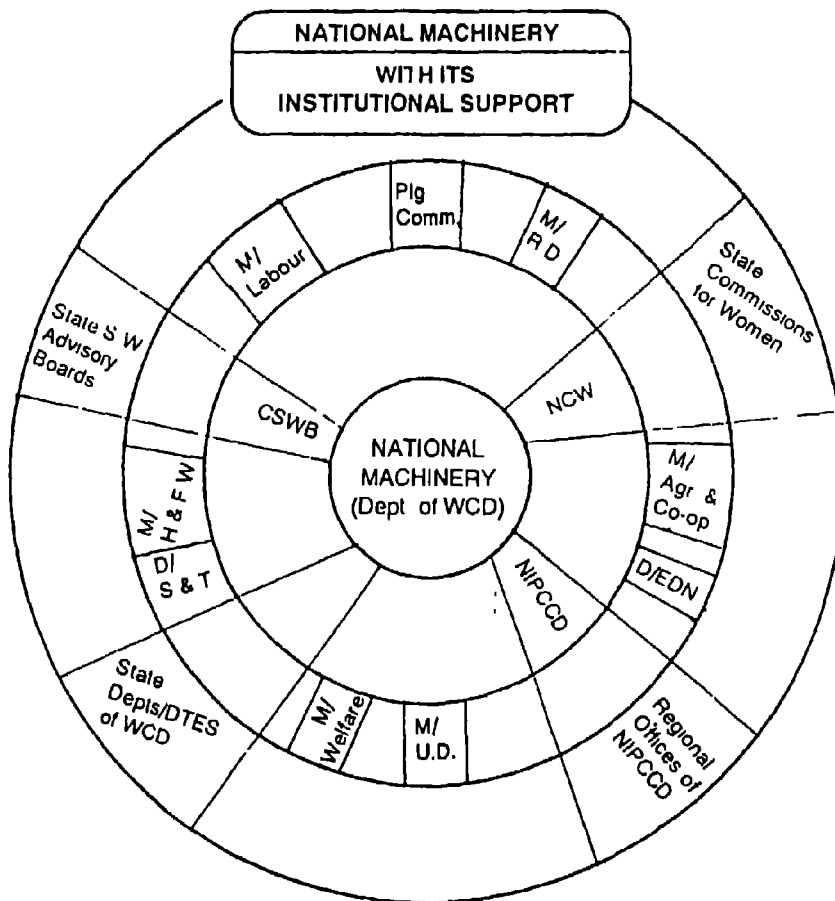 NATIONAL MACHINERY
WITH ITS
INSTITUTIONAL SUPPORT
Plg
Comm.
M/
R D
M/
Labour
State
Commissions
for Women
State S W
Advisory
Boards
CSWB
NCW
NATIONAL
MACHINERY
(Dept of WCD)
M/
Agr &
Co-op
M/
H & F W
D/
S & T
D/EDN
NIPCCD
State
Depts/DTES
of WCD
M/
Welfare
M/
U.D.
Regional
Offices of
NIPCCD